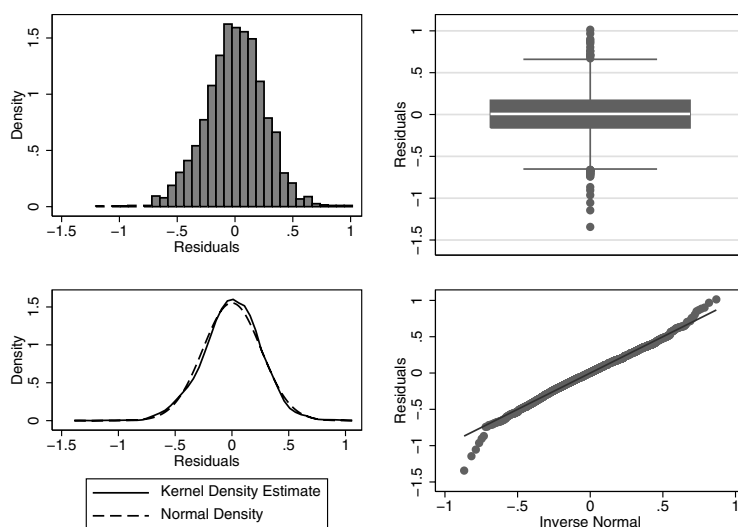 Density
0 .5 1 1.5
−1.5 −1 −.5 0 .5 1
Residuals
Residuals
−1.5 −1 −.5 0 .5 1
Density
0 .5 1 1.5
−1.5 −1 −.5 0 .5 1
Residuals
Kernel Density Estimate
Normal Density
Residuals
−1.5 −1 −.5 0 .5 1
−1 −.5 0 .5 1
Inverse Normal